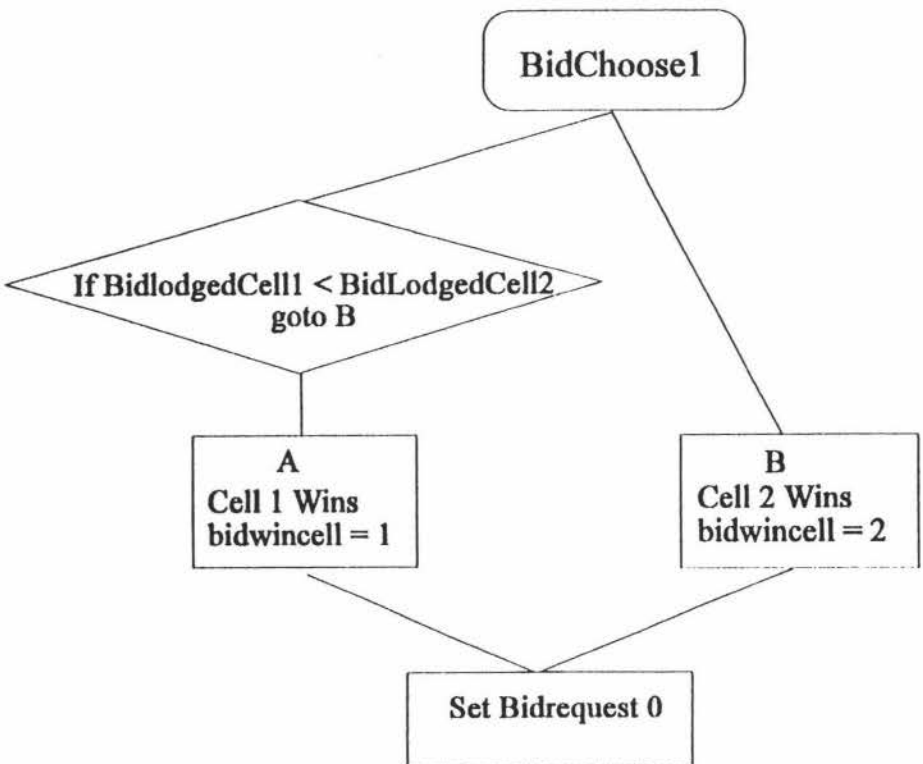 BidChoose1
If BidlodgedCell1 < BidLodgedCell2
goto B
A
Cell 1 Wins
bidwincell = 1
B
Cell 2 Wins
bidwincell = 2
Set Bidrequest 0